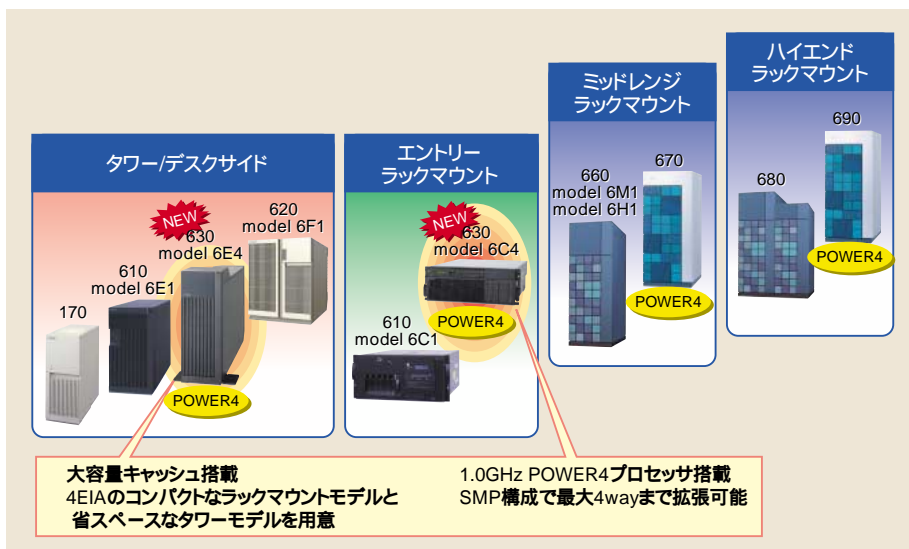 タワー/デスクサイド
170
610
model 6E1
NEW
630
model 6E4
POWER4
620
model 6F1
エントリー
ラックマウント
610
model 6C1
NEW
630
model 6C4
POWER4
ミッドレンジ
ラックマウント
660
model 6M1
model 6H1
670
POWER4
ハイエンド
ラックマウント
680
690
POWER4
大容量キャッシュ搭載
4EIAのコンパクトなラックマウントモデルと
省スペースなタワーモデルを用意
1.0GHz POWER4プロセッサ搭載
SMP構成で最大4wayまで拡張可能